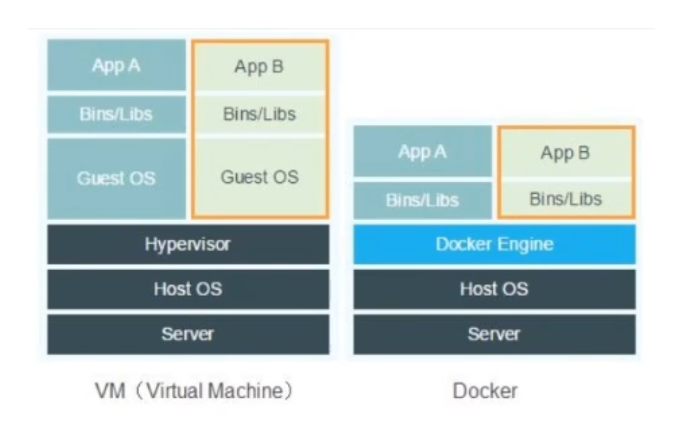 App A
App B
Bins/Libs
Bins/Libs
Guest OS
Guest OS
Hypervisor
Host OS
Server
VM（Virtual Machine）
App A
App B
Bins/Libs
Bins/Libs
Docker Engine
Host OS
Server
Docker